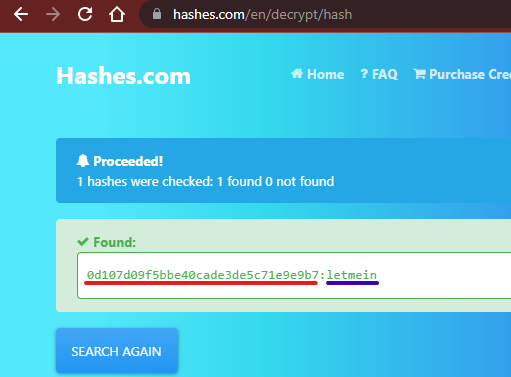 hashes.com/en/decrypt/hash
Hashes.com
Home ? FAQ Purchase Cre
Proceeded!
1 hashes were checked: 1 found 0 not found
Found:
0d107d09f5bbe40cade3de5c71e9e9b7:letmein
SEARCH AGAIN